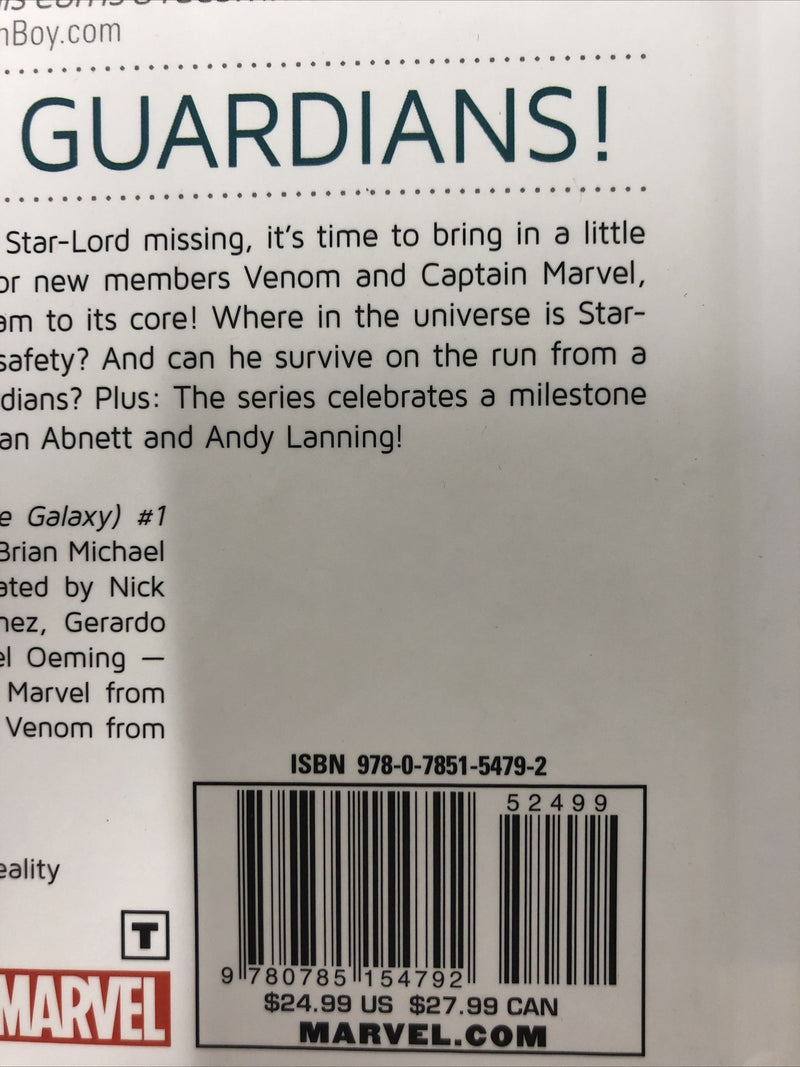 nBoy.com
GUARDIANS!
Star-Lord missing, it's time to bring in a little
or new members Venom and Captain Marvel,
am to its core! Where in the universe is Star-
safety? And can he survive on the run from a
dians? Plus: The series celebrates a milestone
an Abnett and Andy Lanning!
e Galaxy) #1
Brian Michael
ated by Nick
nez, Gerardo
el Oeming —
Marvel from
Venom from
ISBN 978-0-7851-5479-2
52499
eality
T
9 780785 154792
$24.99 US $27.99 CAN
MARVEL
MARVEL.COM